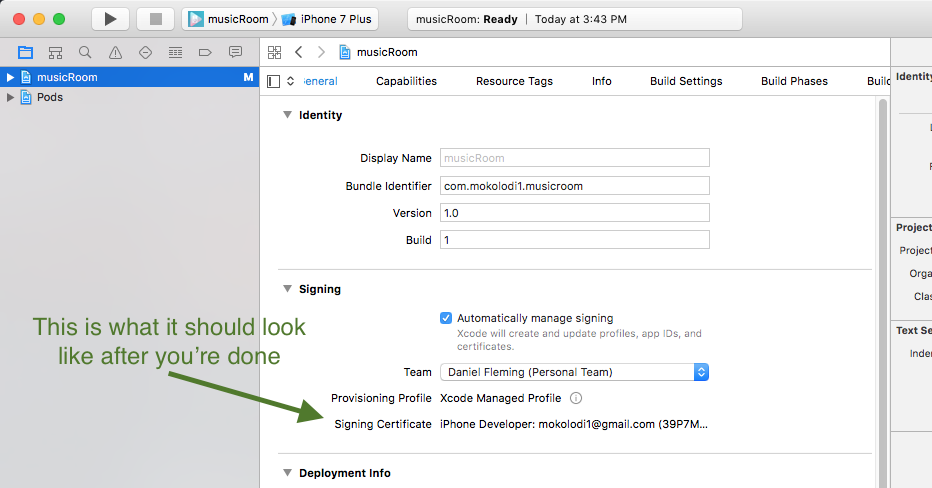 musicRoom iPhone 7 Plus
musicRoom: Ready | Today at 3:43 PM
musicRoom M
Pods
musicRoom
General Capabilities Resource Tags Info Build Settings Build Phases Build
Identity
Display Name musicRoom
Bundle Identifier com.mokolodi1.musicroom
Version 1.0
Build 1
Signing
Automatically manage signing
Xcode will create and update profiles, app IDs, and
certificates.
Team Daniel Fleming (Personal Team)
Provisioning Profile Xcode Managed Profile
Signing Certificate iPhone Developer: mokolodi1@gmail.com (39P7M...
Deployment Info
This is what it should look
like after you’re done
Identity
Project
Project
Orga
Clas
Text Se
Inden